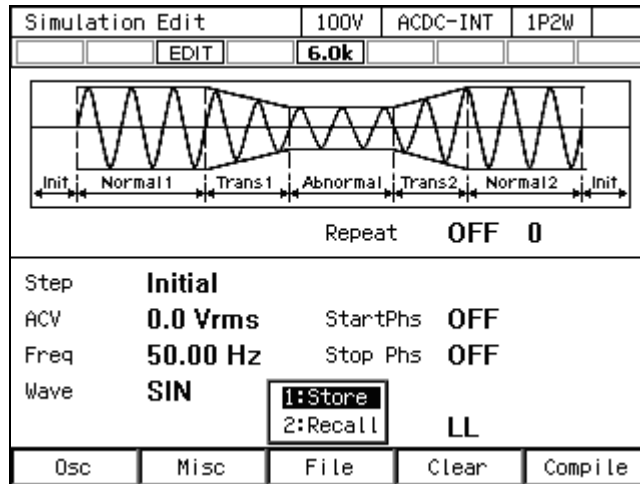 Simulation Edit 100V ACDC-INT 1P2W
EDIT 6.0k
Init Normal1 Trans1 Abnormal Trans2 Normal2 Init
Repeat OFF 0
Step Initial
ACV 0.0 Vrms StartPhs OFF
Freq 50.00 Hz Stop Phs OFF
Wave SIN
1:Store
2:Recall LL
Osc Misc File Clear Compile